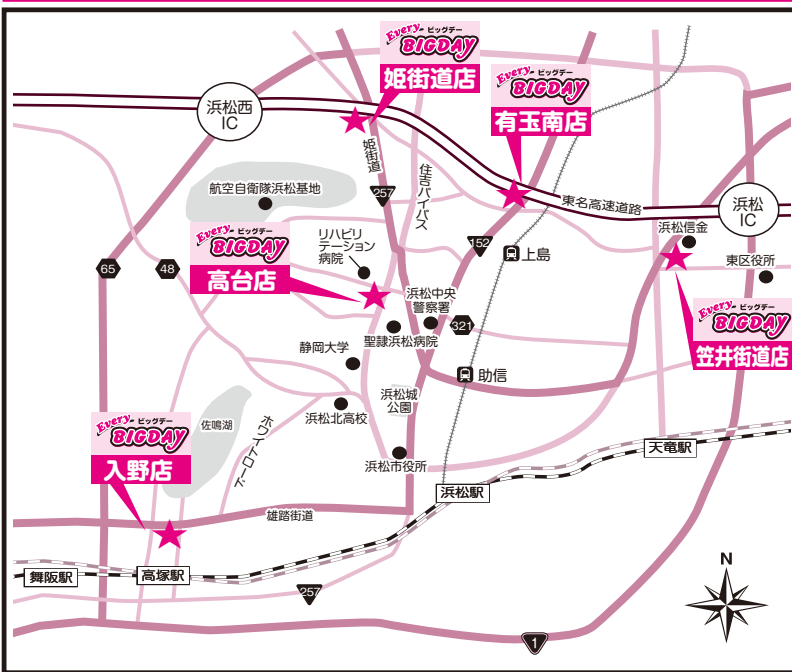 Every ビッグデー
BIGDAY
姫街道店
Every ビッグデー
BIGDAY
有玉南店
浜松西
IC
姫街道
257
住吉バイパス
航空自衛隊浜松基地
東名高速道路
浜松
IC
浜松信金
東区役所
Every ビッグデー
BIGDAY
高台店
リハビリ
テーション
病院
152
上島
65
48
浜松中央
警察署
321
聖隷浜松病院
Every ビッグデー
BIGDAY
笠井街道店
静岡大学
助信
浜松城
公園
浜松北高校
Every ビッグデー
BIGDAY
入野店
佐鳴湖
ホワイトロード
浜松市役所
天竜駅
浜松駅
雄踏街道
舞阪駅
高塚駅
257
N
1